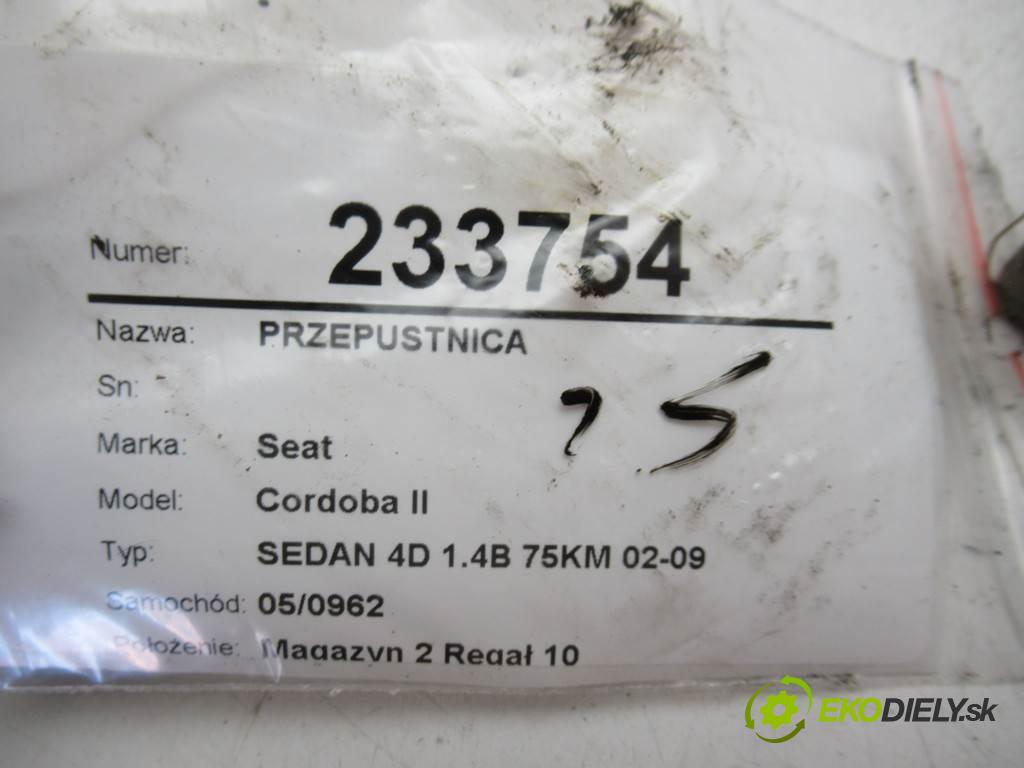 Numer: 233754
Nazwa: PRZEPUSTNICA
Sn:
Marka: Seat
Model: Cordoba II
Typ: SEDAN 4D 1.4B 75KM 02-09
Samochód: 05/0962
Położenie: Magazyn 2 Regał 10
EKODIELY.sk